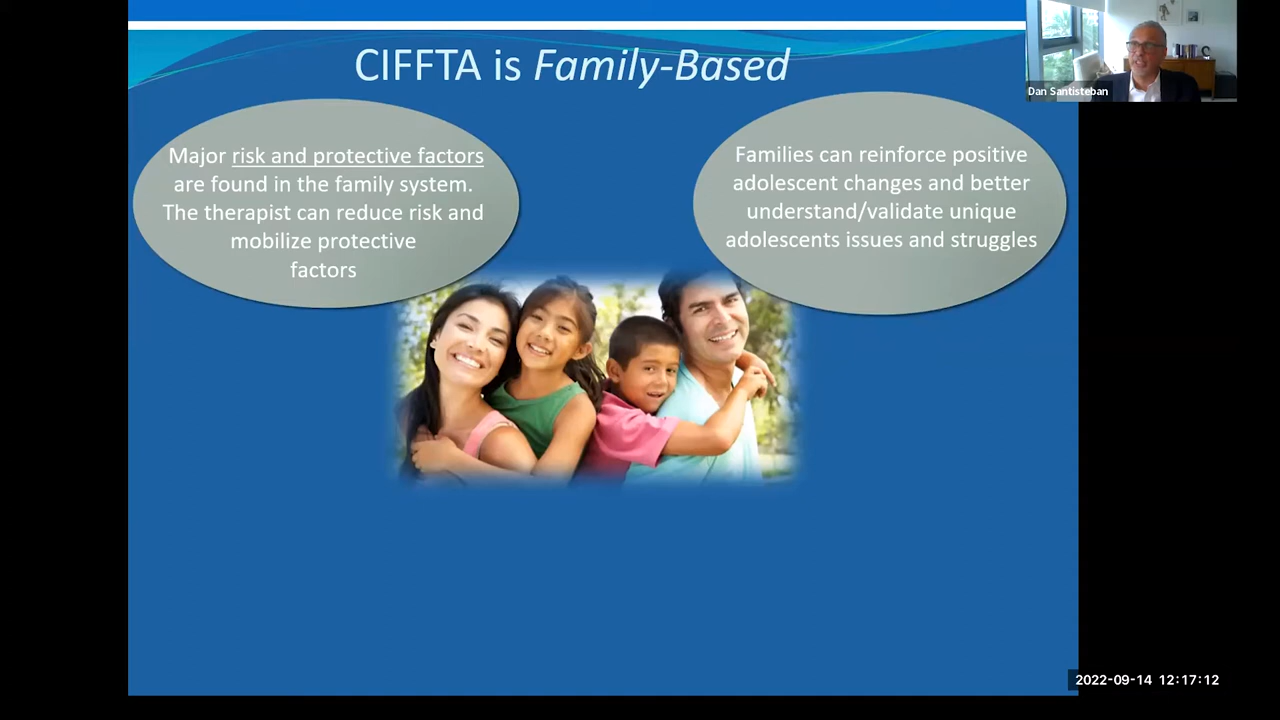 CIFFTA is Family-Based
Dan Santisteban
Major risk and protective factors
are found in the family system.
The therapist can reduce risk and
mobilize protective
factors
Families can reinforce positive
adolescent changes and better
understand/validate unique
adolescents issues and struggles
2022-09-14 12:17:12